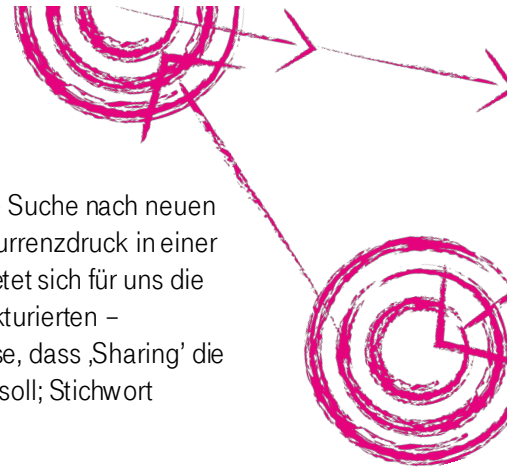 Suche nach neuen
urrenzdruck in einer
etet sich für uns die
kturierten –
se, dass ‚Sharing’ die
soll; Stichwort